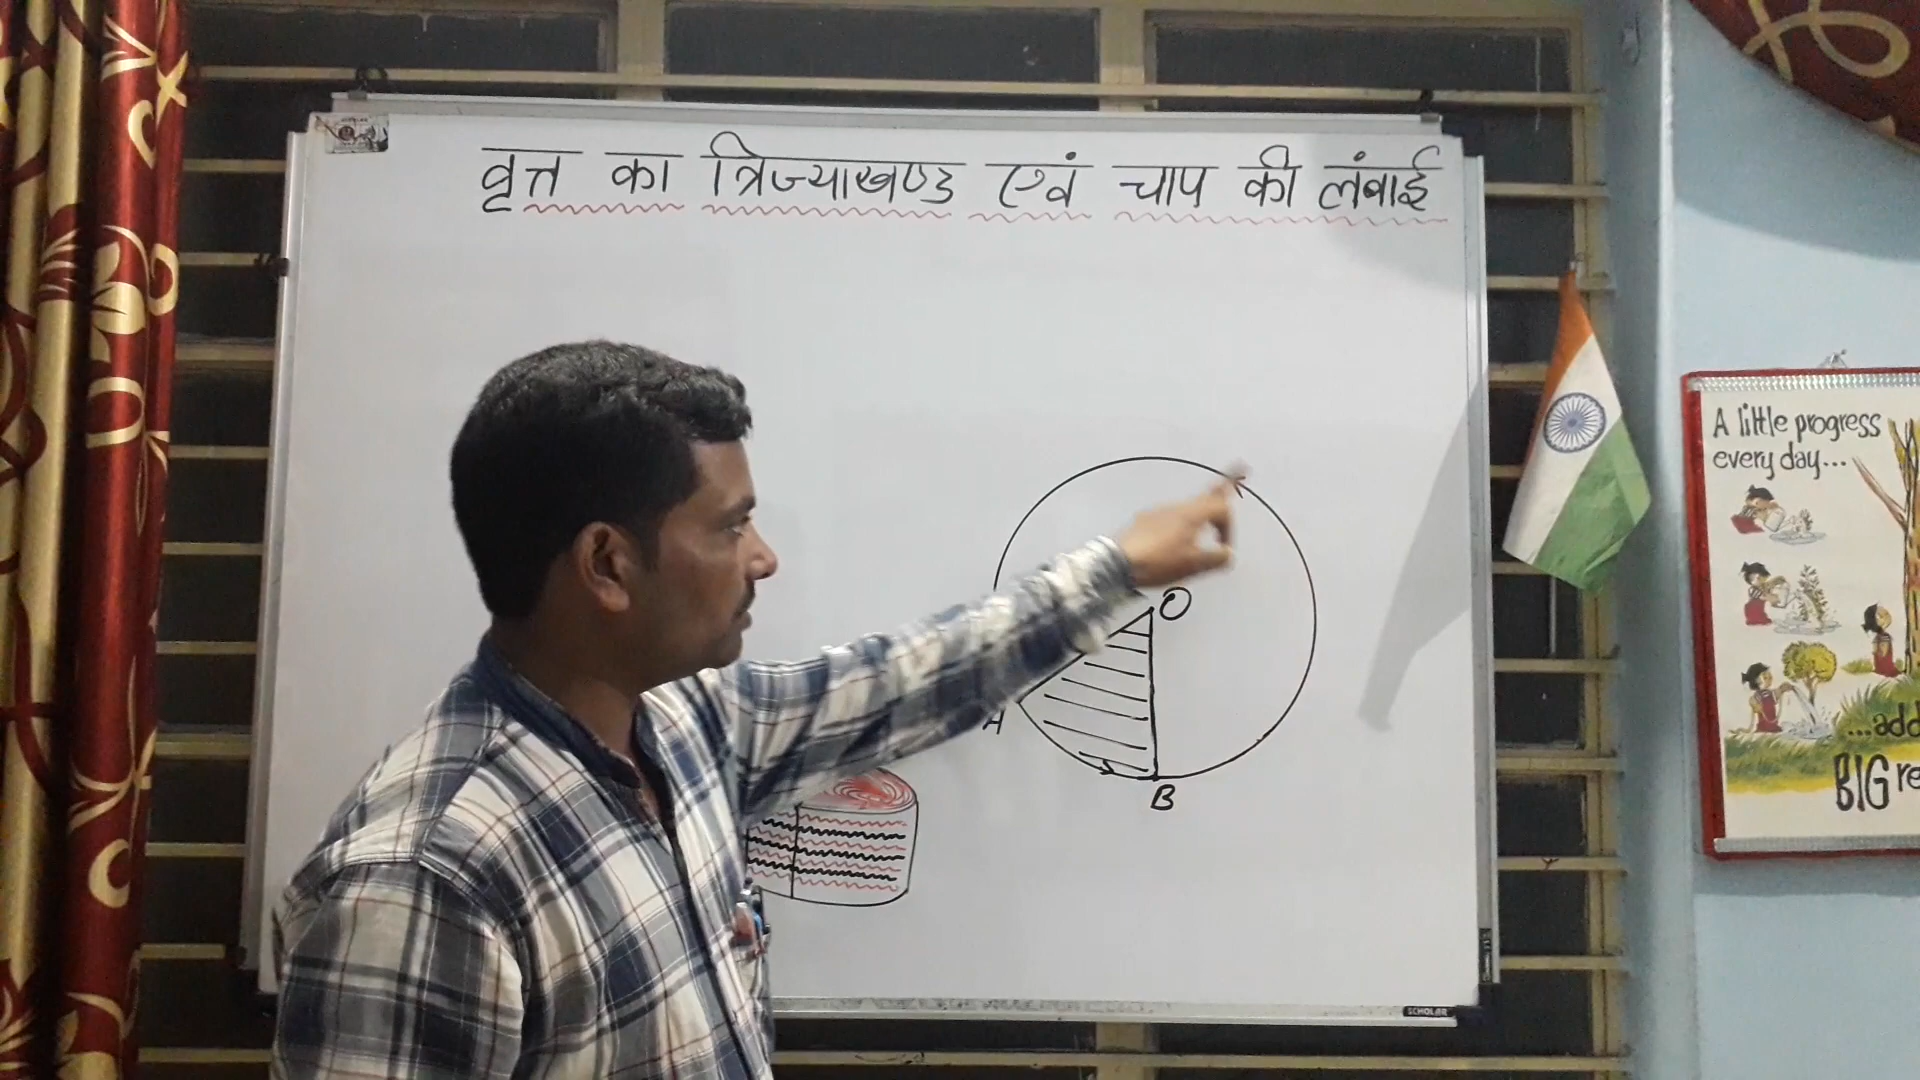 वृत्त का त्रिज्याखण्ड एवं चाप की लंबाई
O
A
B
A little progress
every day...
...add
BIG re
SCHOLAR